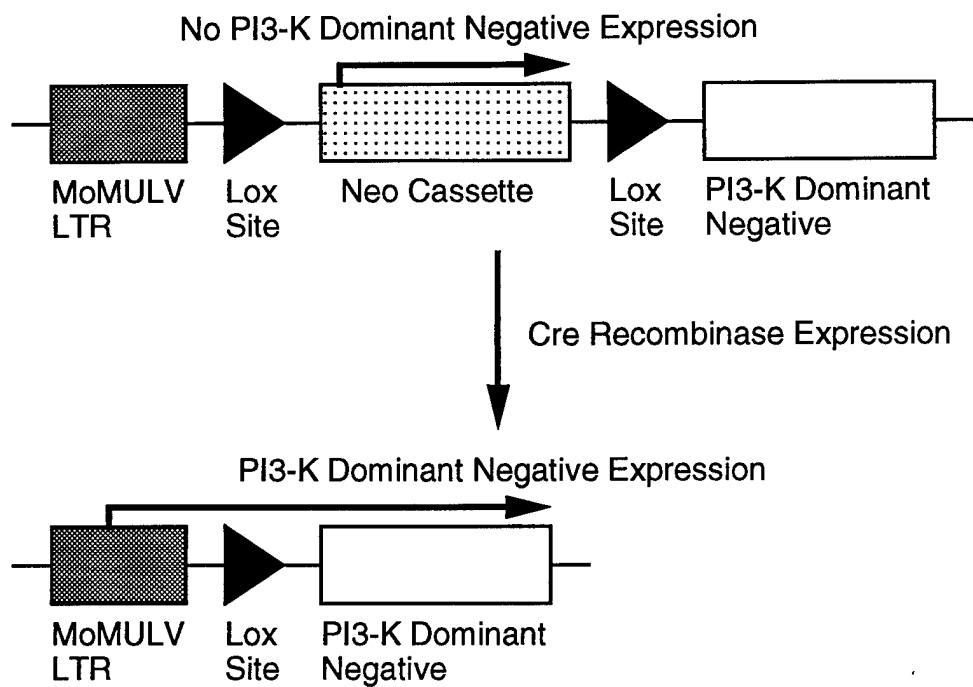 No PI3-K Dominant Negative Expression
MoMULV
LTR
Lox
Site
Neo Cassette
Lox
Site
PI3-K Dominant
Negative
Cre Recombinase Expression
PI3-K Dominant Negative Expression
MoMULV
LTR
Lox
Site
PI3-K Dominant
Negative